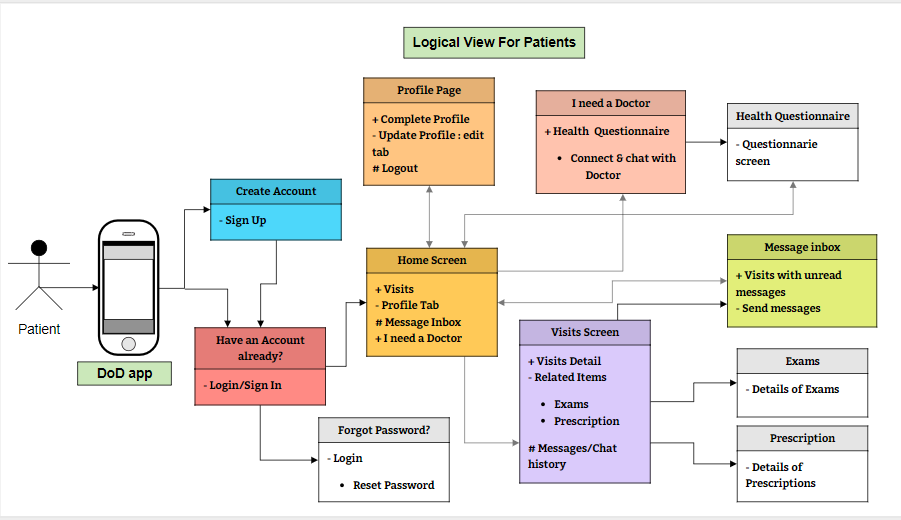 Logical View For Patients
Profile Page
+ Complete Profile
- Update Profile : edit
tab
# Logout
I need a Doctor
+ Health Questionnaire
• Connect & chat with
Doctor
Health Questionnaire
- Questionnarie
screen
Create Account
- Sign Up
Patient
DoD app
Have an Account
already?
- Login/Sign In
Home Screen
+ Visits
- Profile Tab
# Message Inbox
+ I need a Doctor
Message inbox
+ Visits with unread
messages
- Send messages
Visits Screen
+ Visits Detail
- Related Items
• Exams
• Prescription
# Messages/Chat
history
Exams
- Details of Exams
Forgot Password?
- Login
• Reset Password
Prescription
- Details of
Prescriptions